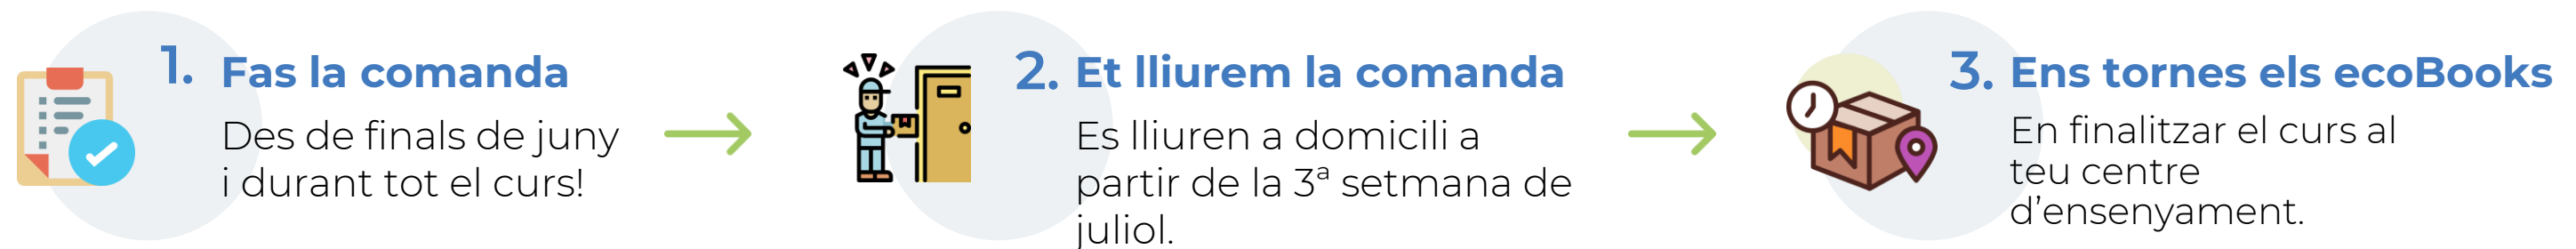 1. Fas la comanda
Des de finals de juny
i durant tot el curs!
2. Et lliurem la comanda
Es lliuren a domicili a
partir de la 3ª setmana de
juliol.
3. Ens tornes els ecoBooks
En finalitzar el curs al
teu centre
d’ensenyament.